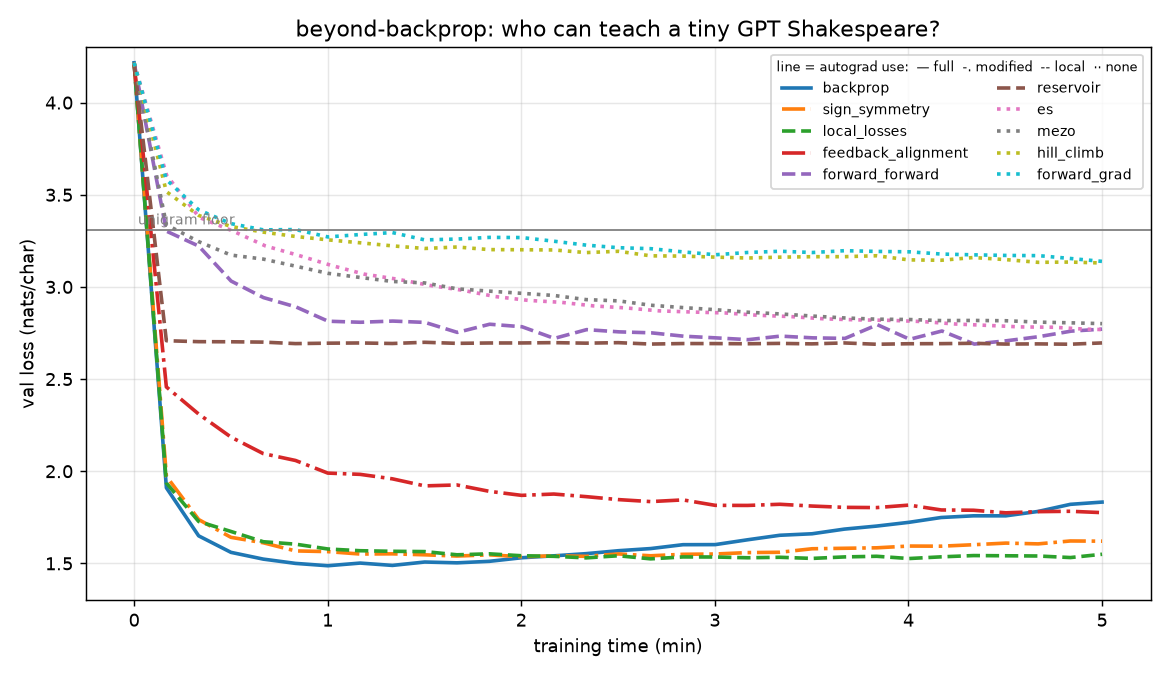 beyond-backprop: who can teach a tiny GPT Shakespeare?
line = autograd use: — full -. modified -- local ·· none
backprop
sign_symmetry
local_losses
feedback_alignment
forward_forward
reservoir
es
mezo
hill_climb
forward_grad
unigram floor
val loss (nats/char)
4.0
3.5
3.0
2.5
2.0
1.5
0 1 2 3 4 5
training time (min)